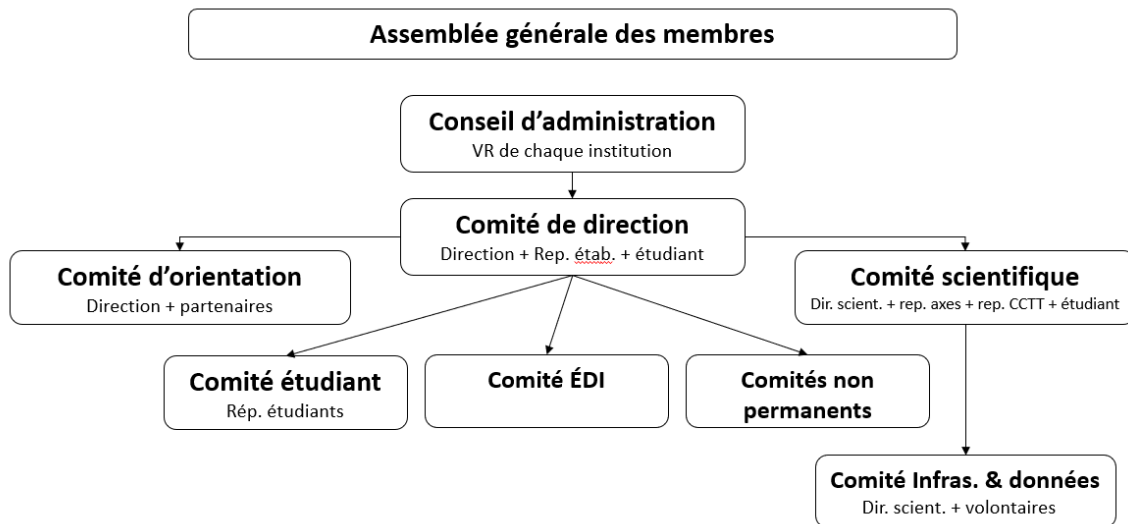 Assemblée générale des membres
Conseil d’administration
VR de chaque institution
Comité de direction
Direction + Rep. étab. + étudiant
Comité d’orientation
Direction + partenaires
Comité scientifique
Dir. scient. + rep. axes + rep. CCTT + étudiant
Comité étudiant
Rép. étudiants
Comité ÉDI
Comités non
permanents
Comité Infras. & données
Dir. scient. + volontaires